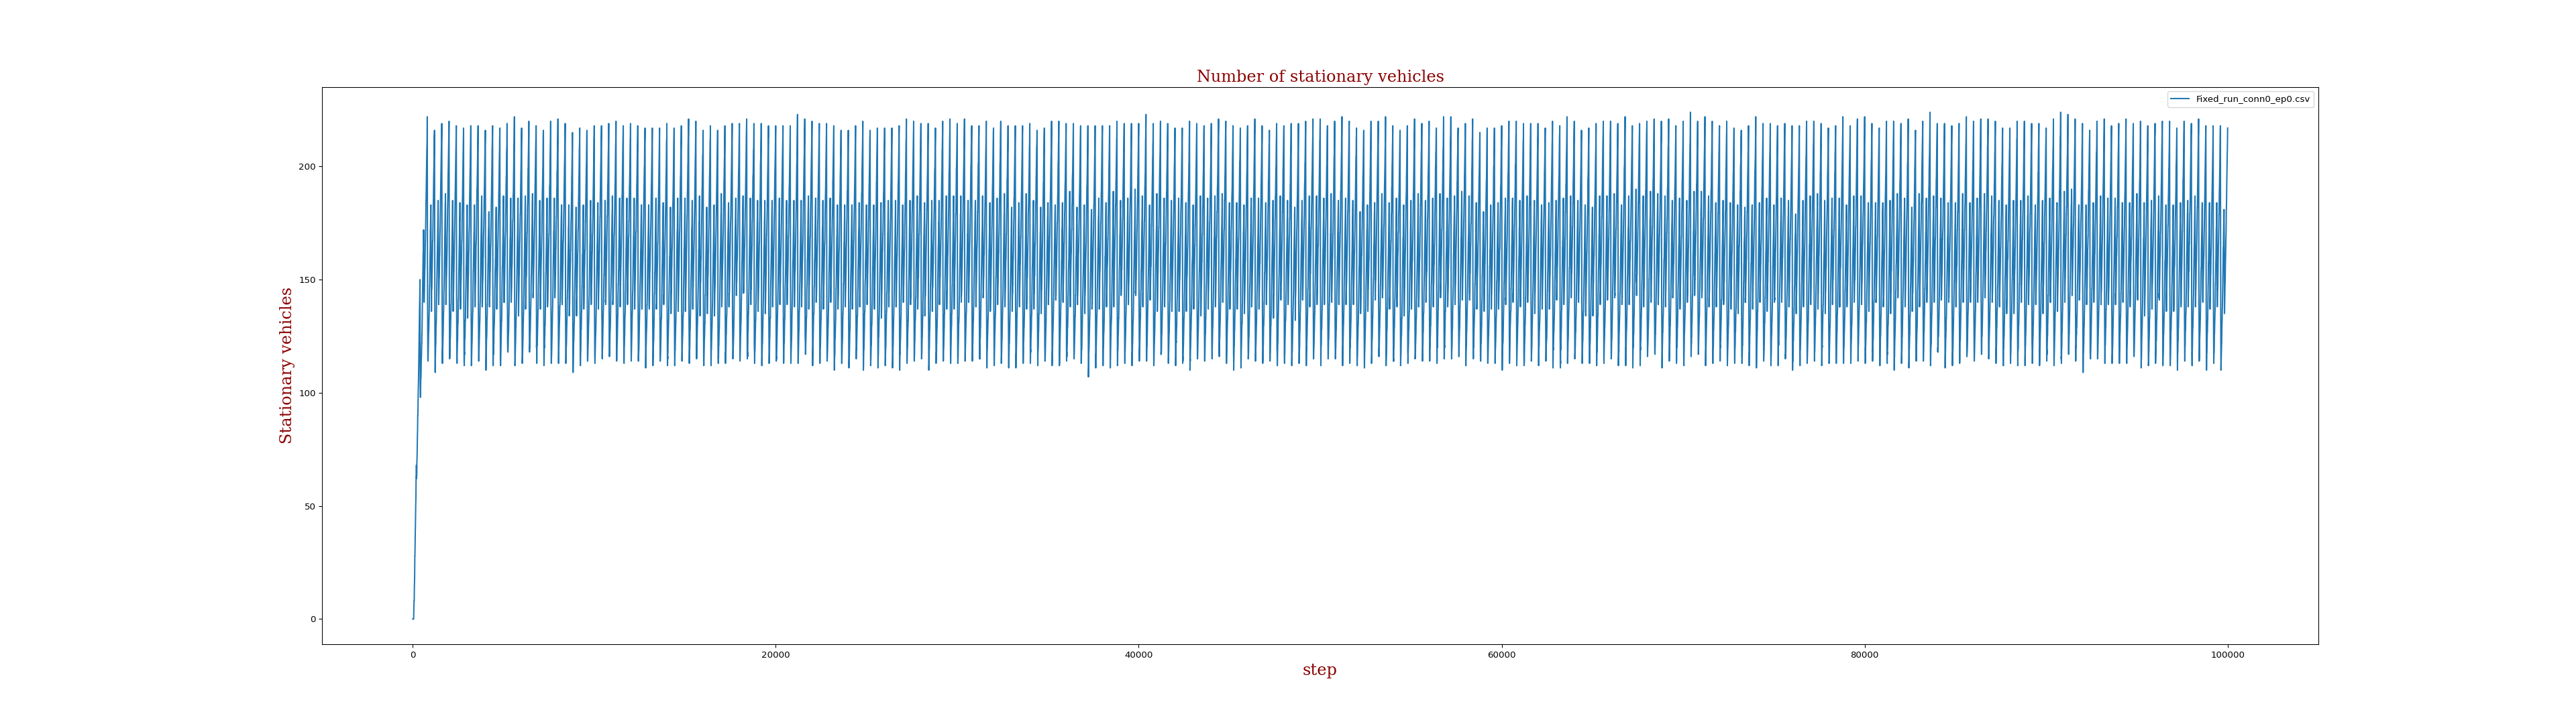 Number of stationary vehicles
Fixed_run_conn0_ep0.csv
200
150
100
50
0
Stationary vehicles
0 20000 40000 60000 80000 100000
step